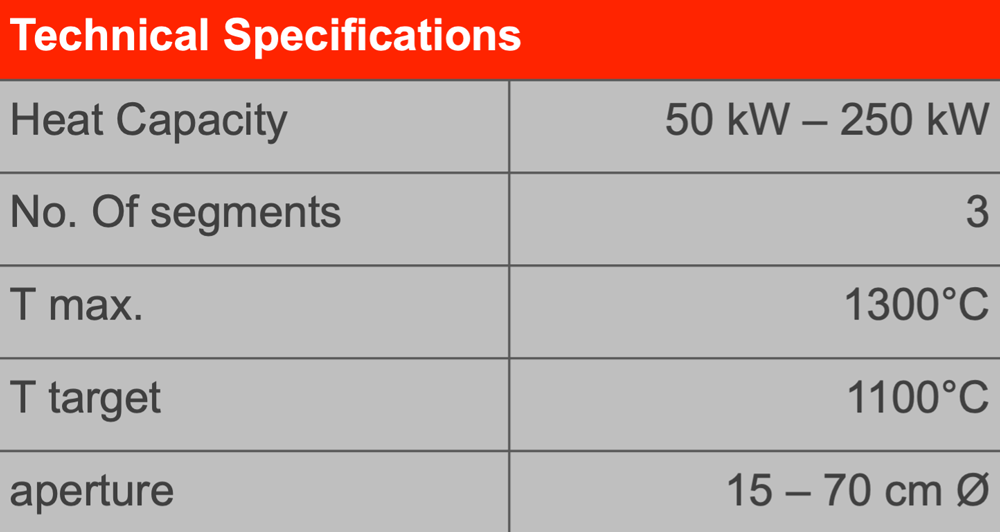 Technical Specifications
Heat Capacity 50 kW – 250 kW
No. Of segments 3
T max. 1300°C
T target 1100°C
aperture 15 – 70 cm Ø